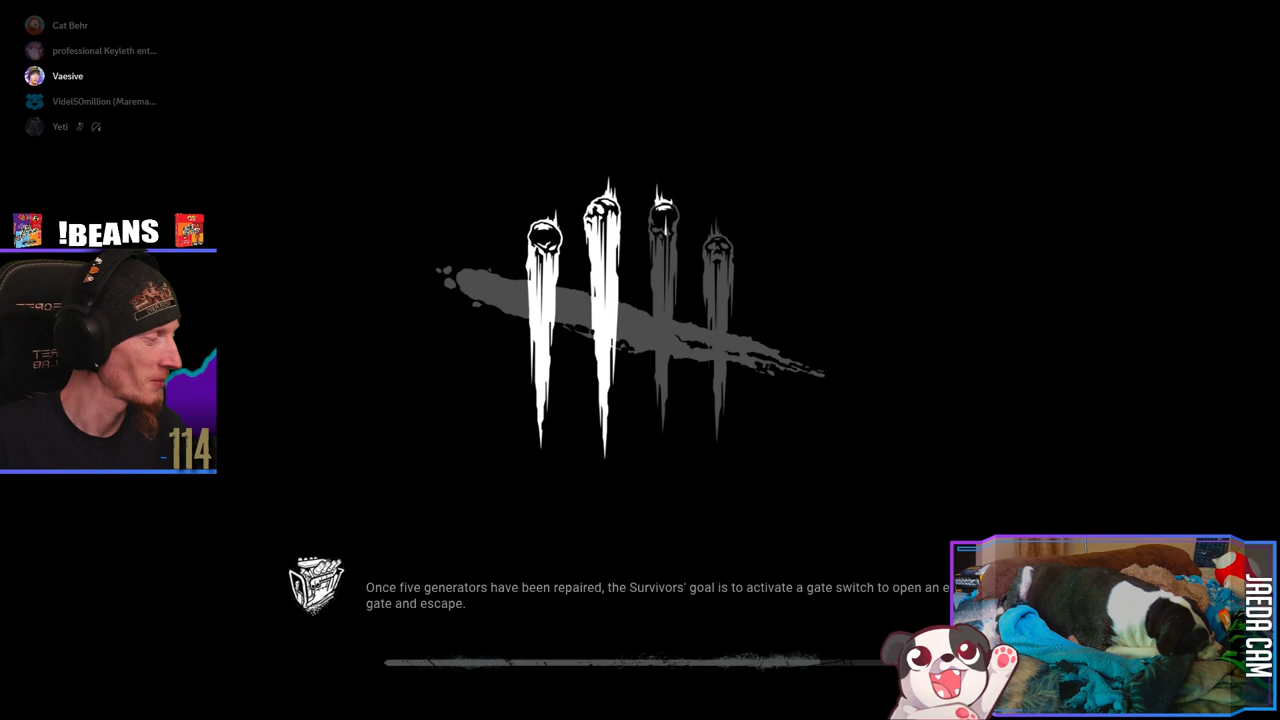 Cat Behr
professional Keyleth ent...
Vaesive
Videl50million (Marema...
Yeti
!BEANS
114
Once five generators have been repaired, the Survivors' goal is to activate a gate switch to open an e
gate and escape.
JAEDA CAM